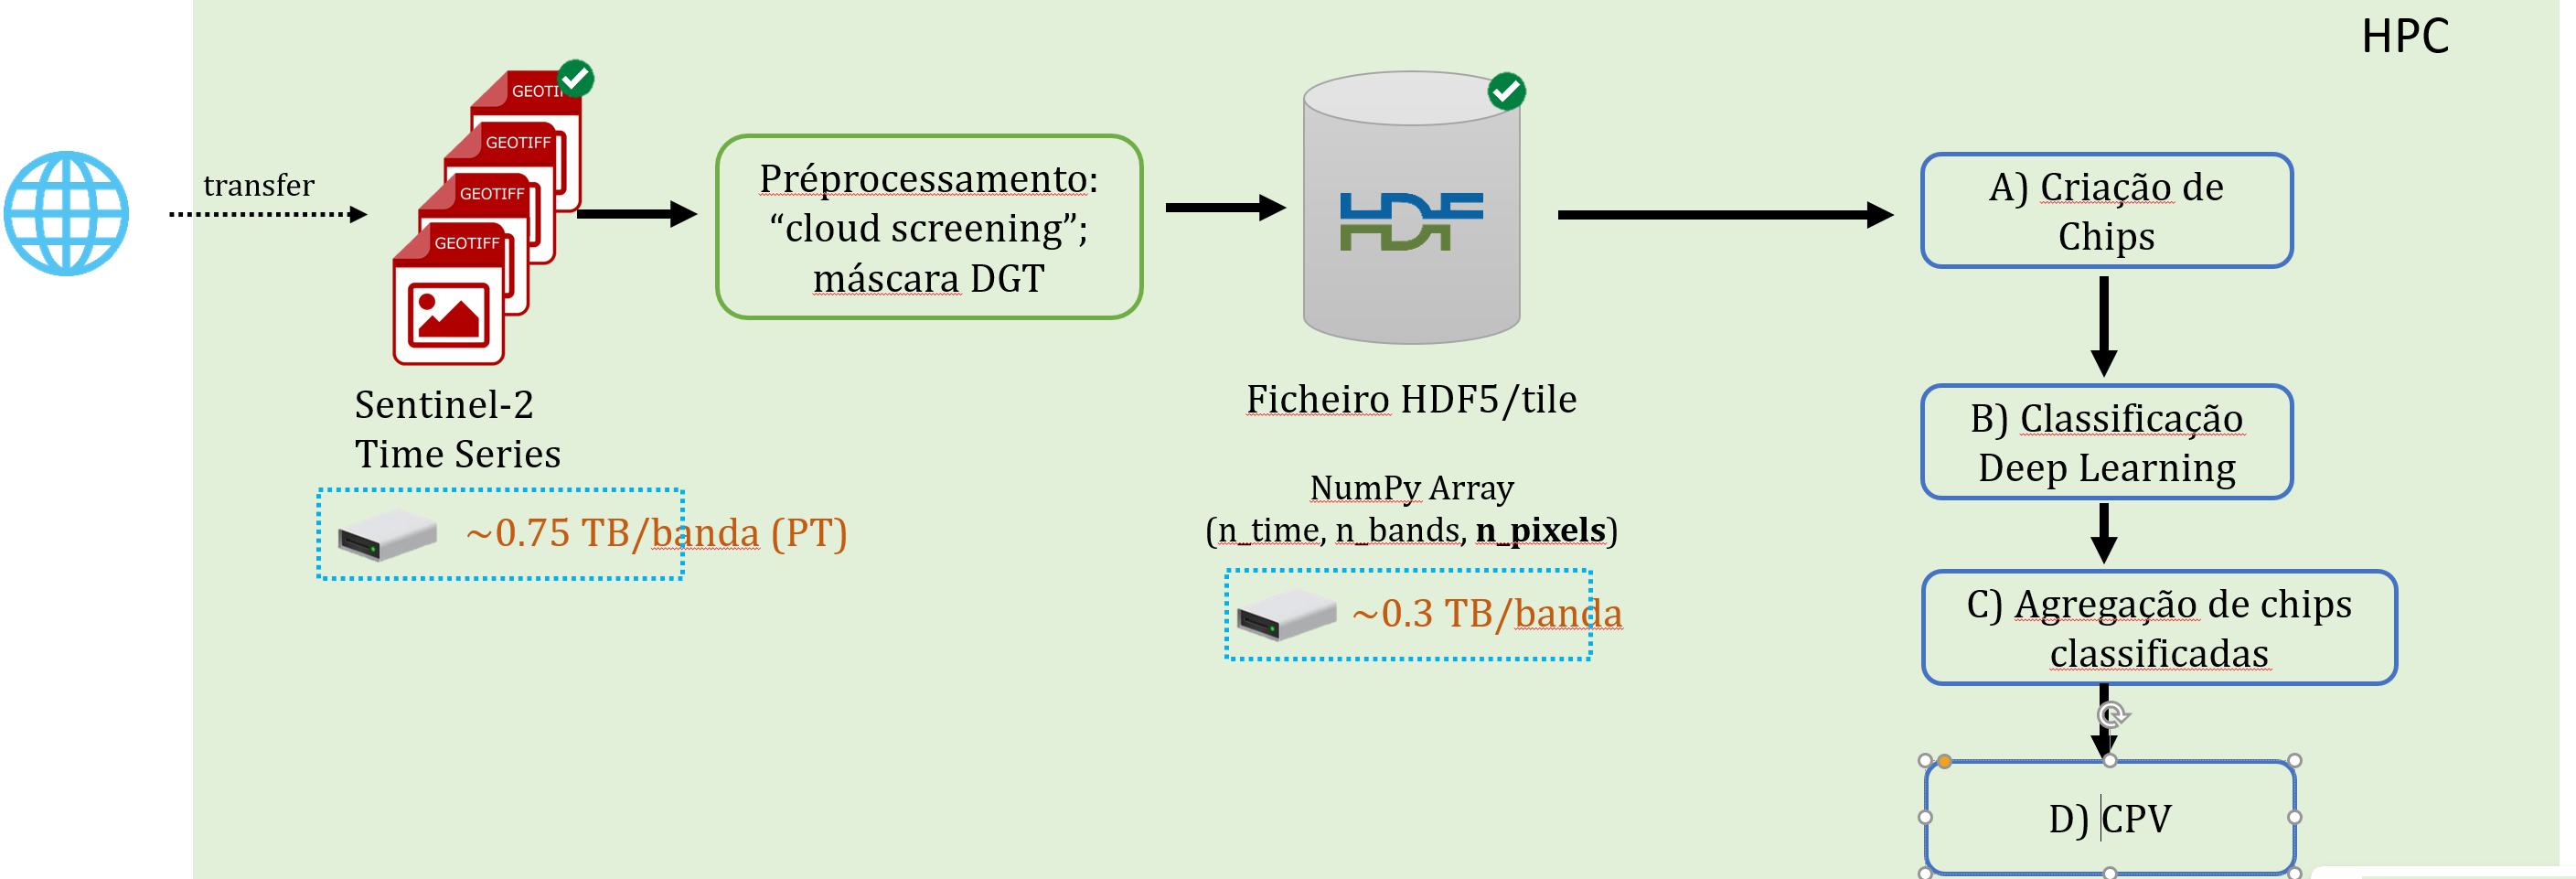 HPC
transfer
GEOTIF
GEOTIFF
GEOTIFF
GEOTIFF
Sentinel-2
Time Series
~0.75 TB/banda (PT)
Préprocessamento:
“cloud screening”;
máscara DGT
HDF
Ficheiro HDF5/tile
NumPy Array
(n_time, n_bands, n_pixels)
~0.3 TB/banda
A) Criação de
Chips
B) Classificação
Deep Learning
C) Agregação de chips
classificadas
D) CPV